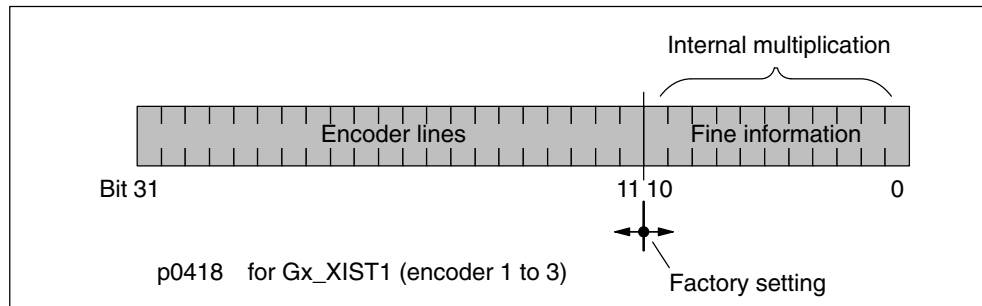 Internal multiplication
Encoder lines
Fine information
Bit 31
11 10
0
p0418 for Gx_XIST1 (encoder 1 to 3)
Factory setting